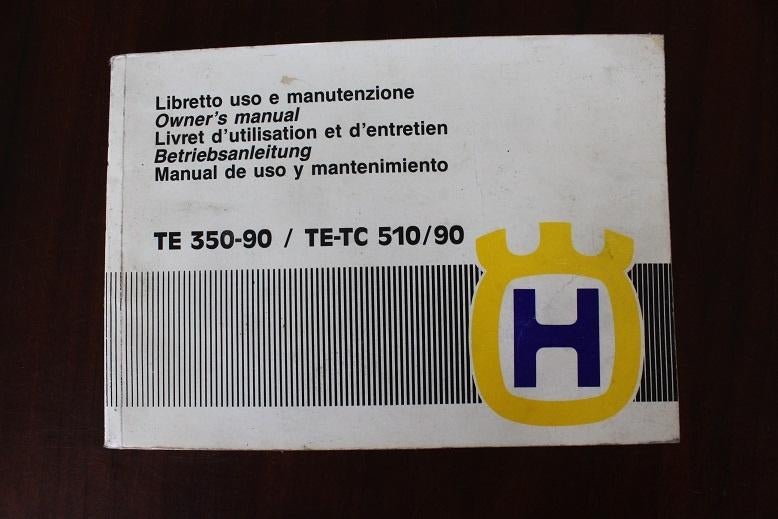 Libretto uso e manutenzione
Owner's manual
Livret d'utilisation et d'entretien
Betriebsanleitung
Manual de uso y mantenimiento
TE 350-90 / TE-TC 510/90
H